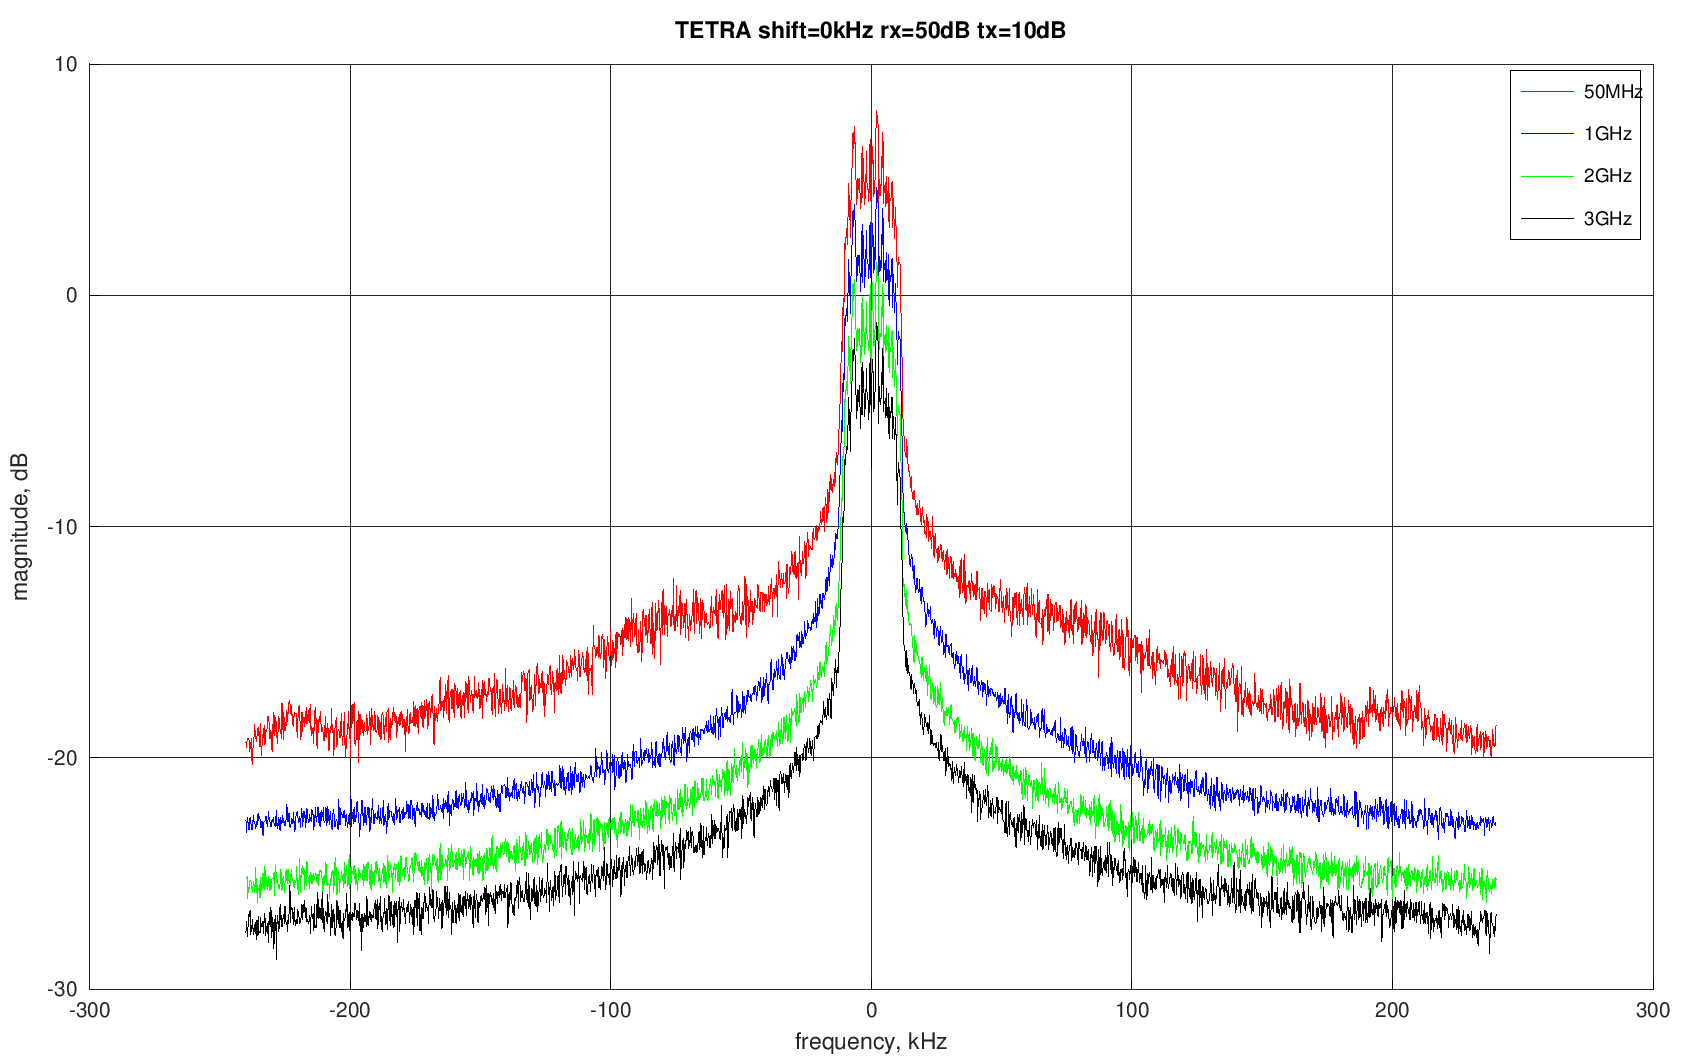 TETRA shift=0kHz rx=50dB tx=10dB
10
0
-10
-20
-30
magnitude, dB
-300
-200
-100
0
100
200
300
frequency, kHz
50MHz
1GHz
2GHz
3GHz